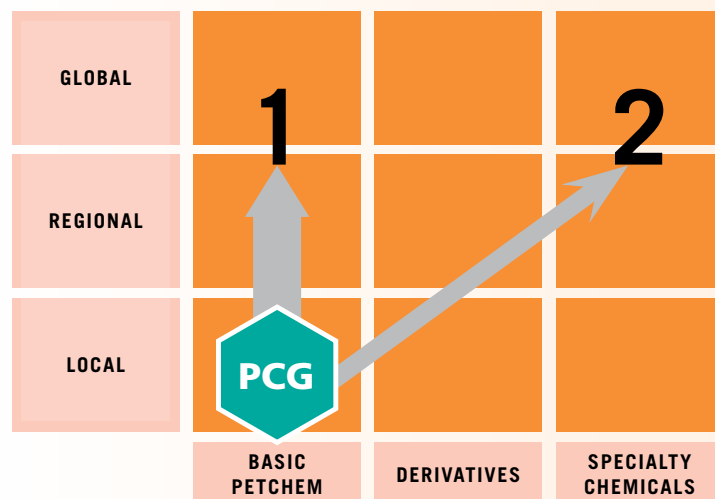 GLOBAL
1
2
REGIONAL
LOCAL
PCG
BASIC
PETCHEM
DERIVATIVES
SPECIALTY
CHEMICALS